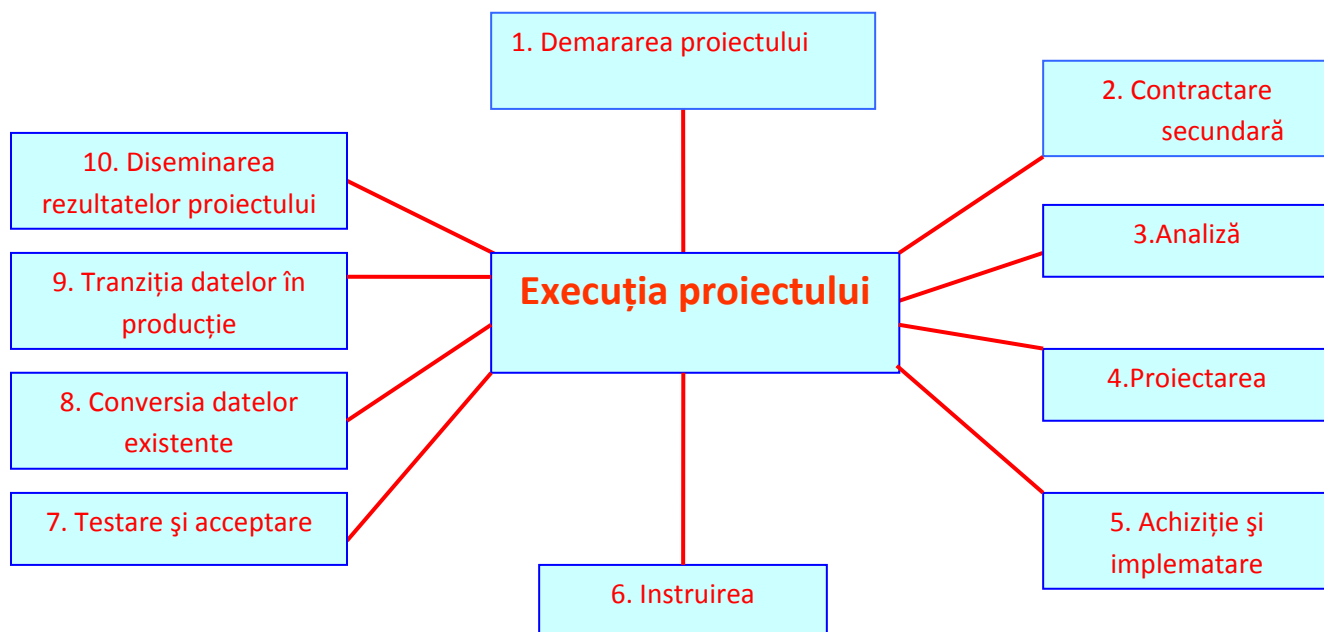 1. Demararea proiectului
2. Contractare
secundară
10. Diseminarea
rezultatelor proiectului
3.Analiză
9. Tranziția datelor în
producție
Execuția proiectului
4.Proiectarea
8. Conversia datelor
existente
7. Testare şi acceptare
5. Achiziție şi
implematare
6. Instruirea